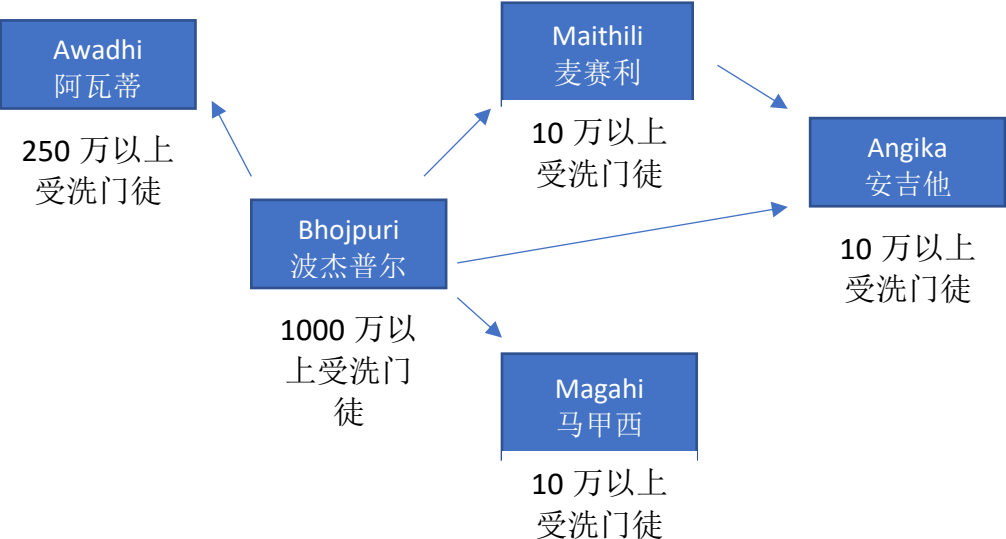 Awadhi
阿瓦蒂
250 万以上
受洗门徒
Maithili
麦赛利
10 万以上
受洗门徒
Angika
安吉他
10 万以上
受洗门徒
Bhojpuri
波杰普尔
1000 万以
上受洗门
徒
Magahi
马甲西
10 万以上
受洗门徒